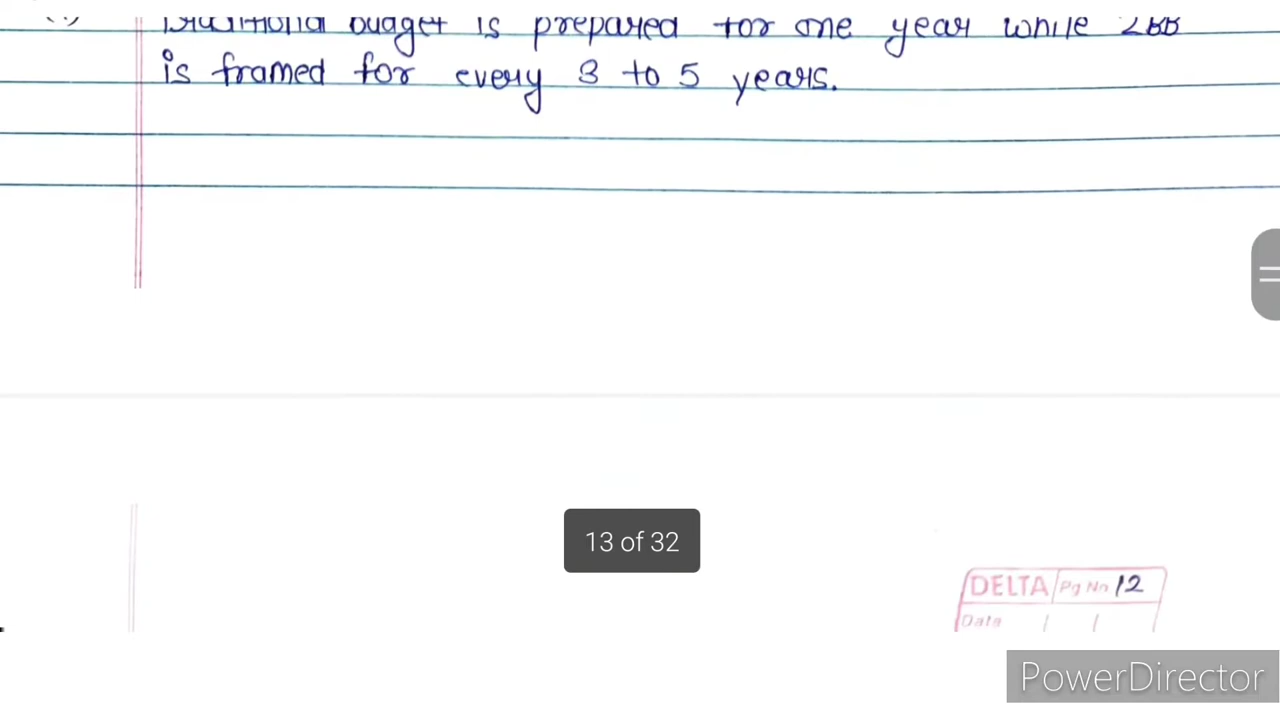 budget is prepared for one year while ZBB
is framed for every 3 to 5 years.
13 of 32
DELTA Pg No 12
Date / /
PowerDirector